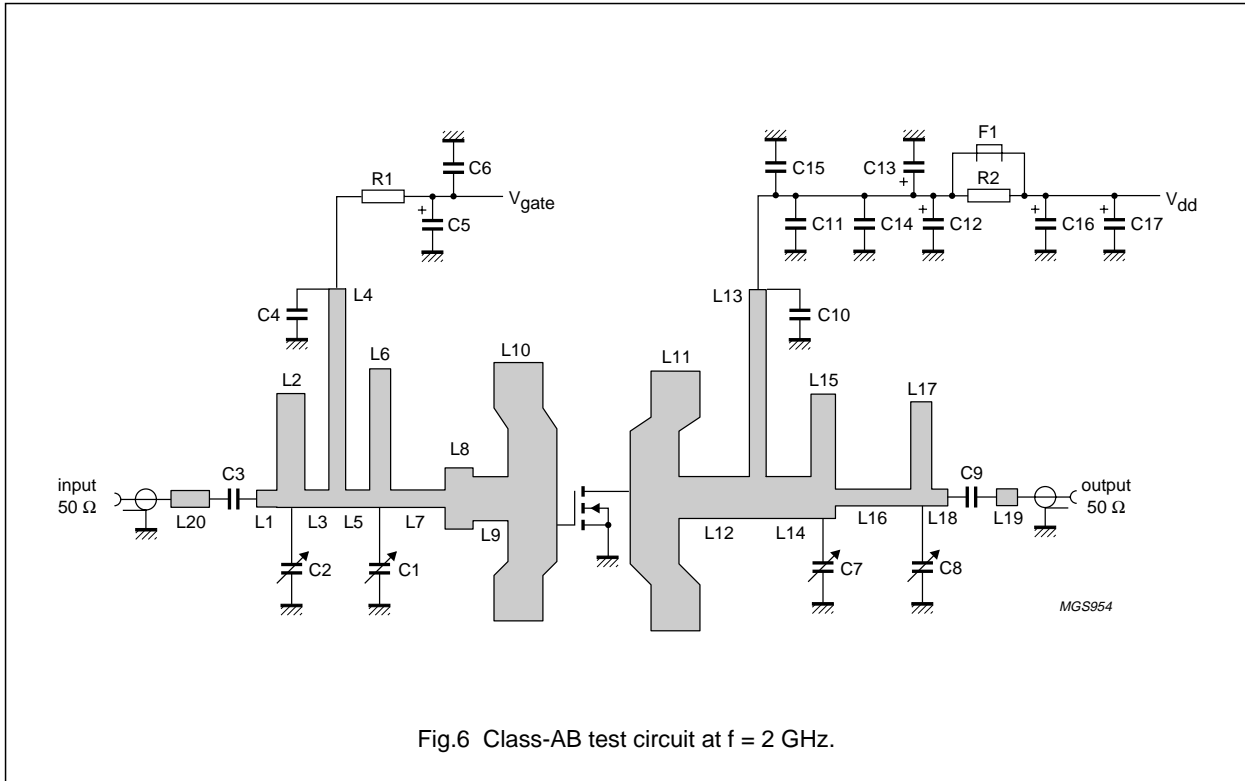 F1
C15
C13
+
C6
R1
R2
V gate
V dd
+
C5
C11
C14
+
C12
+
C16
+
C17
L4
L13
C4
C10
L10
L6
L11
L2
L15
L17
L8
input
50 Ω
C3
C9
output
50 Ω
L20
L1
L3
L5
L7
L9
L12
L14
L16
L18
L19
C2
C1
C7
C8
MGS954
Fig.6 Class-AB test circuit at f = 2 GHz.